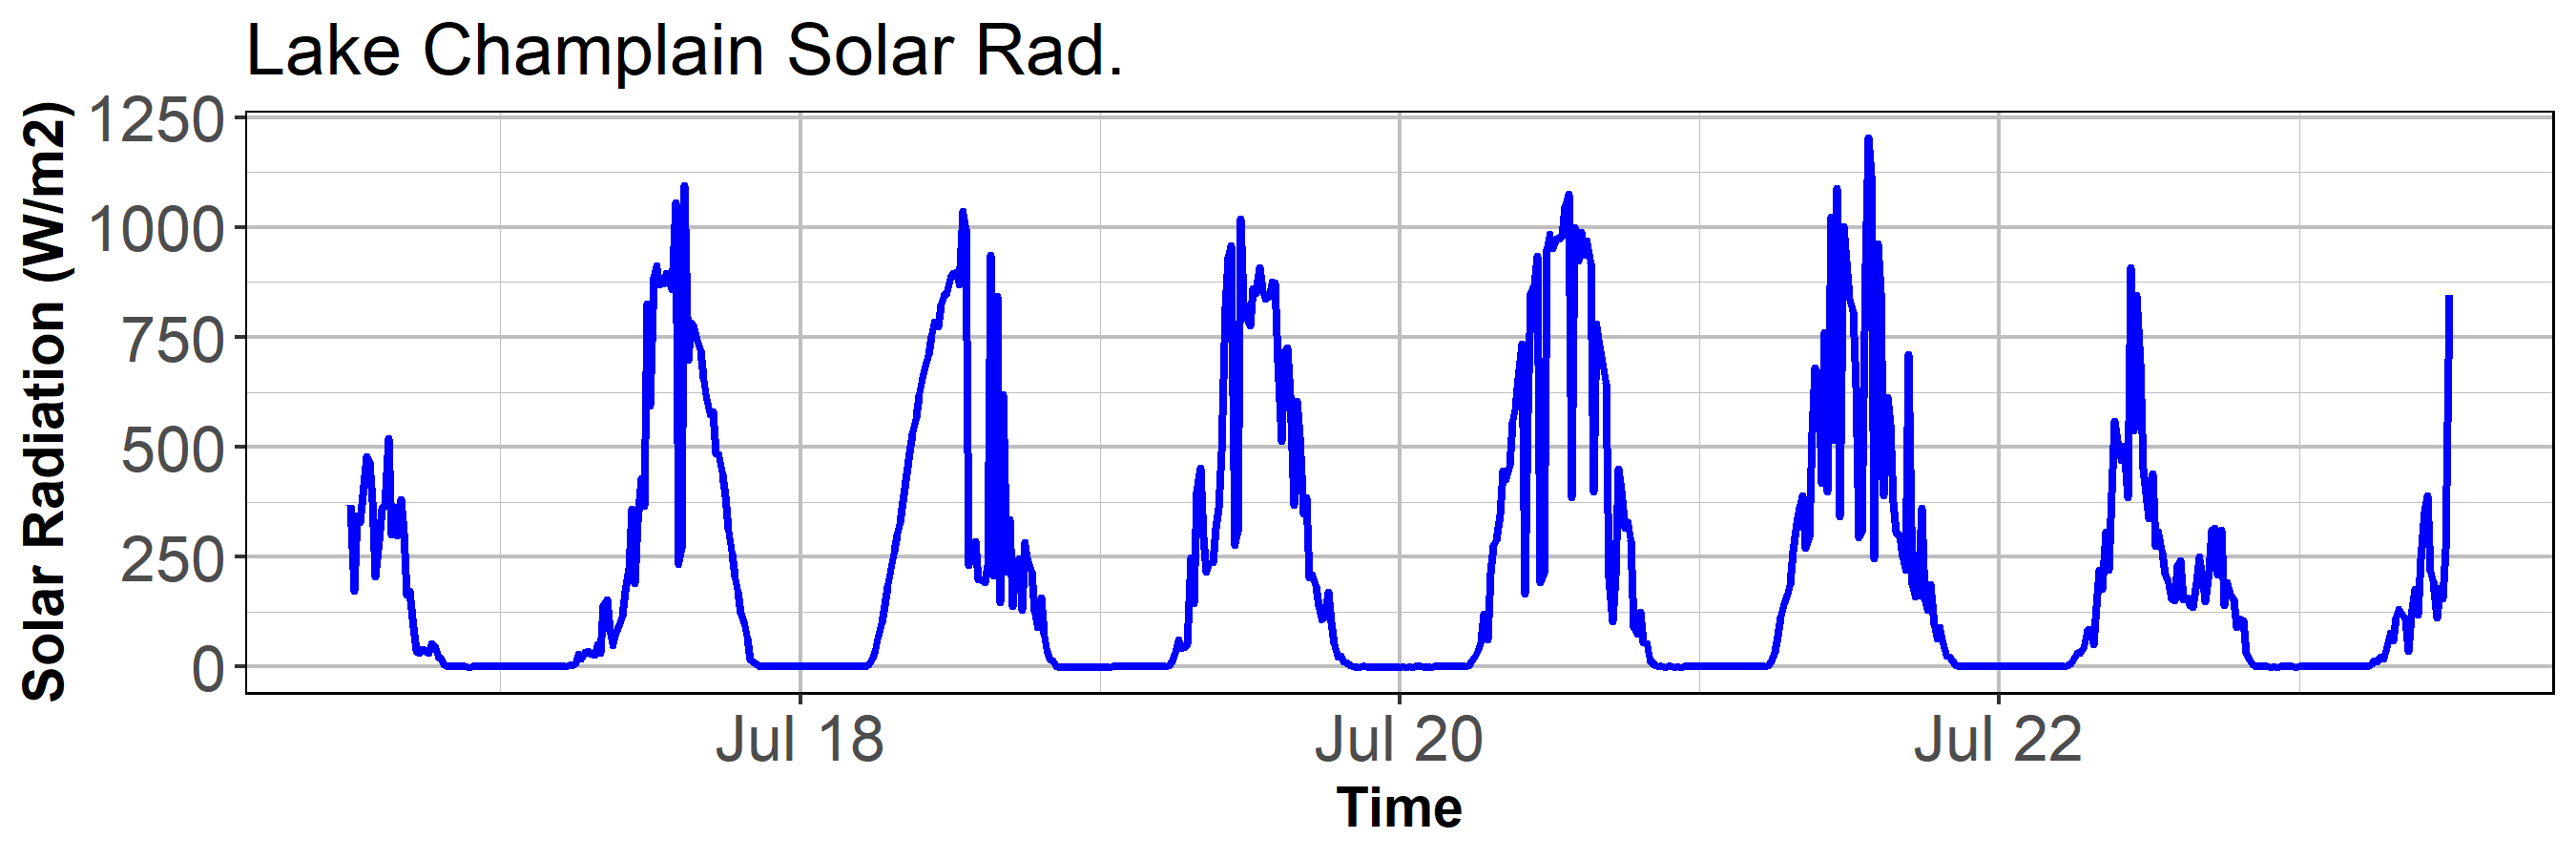 Lake Champlain Solar Rad.
Solar Radiation (W/m2)
1250
1000
750
500
250
0
Jul 18
Jul 20
Jul 22
Time